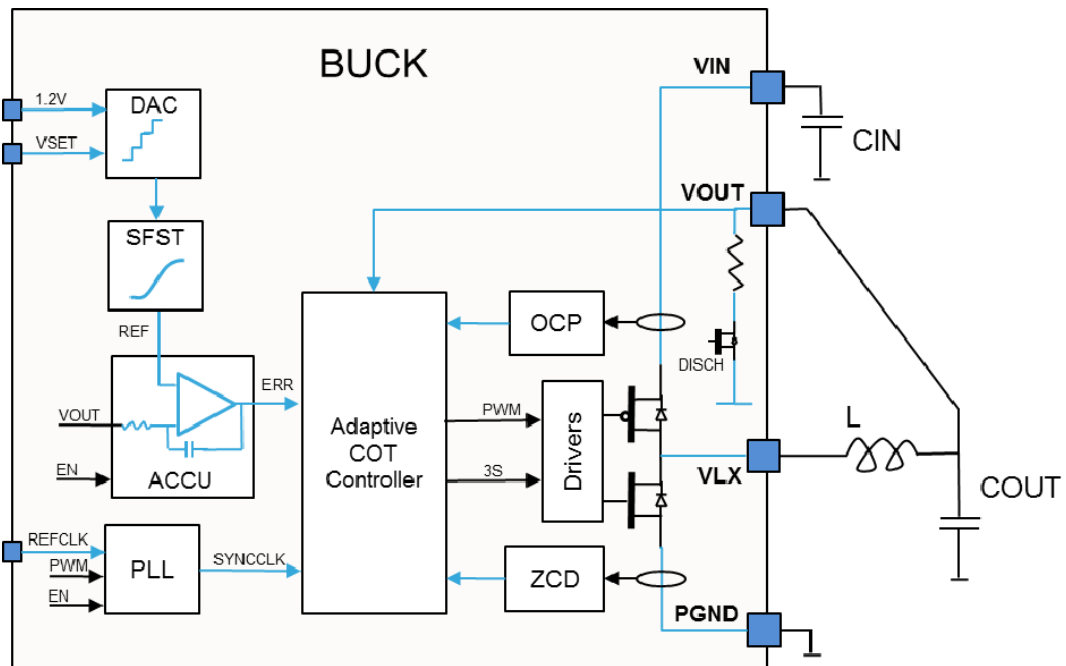 BUCK
VIN
1.2V
DAC
VSET
CIN
VOUT
SFST
REF
OCP
DISCH
ERR
VOUT
PWM
Adaptive
COT
Controller
Drivers
L
EN
ACCU
3S
VLX
COUT
REFCLK
PWM
PLL
SYNCCLK
ZCD
EN
PGND